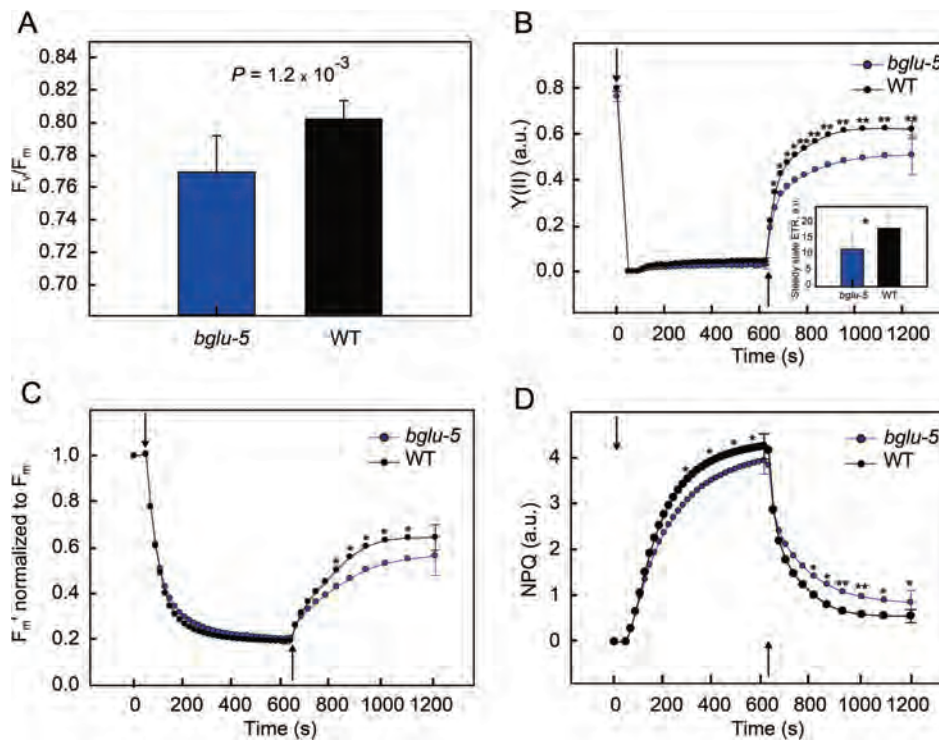 A
0.84
0.82
0.80
0.78
0.76
0.74
0.72
0.70
Fv/Fm
P = 1.2 x 10-3
bglu-5
WT
B
0.8
0.6
0.4
0.2
0.0
Y(II) (a.u.)
bglu-5
WT
* * * ** ** ** ** ** ** ** **
Steady state ETR, a.u.
20
15
10
5
0
*
bglu-5
WT
0 200 400 600 800 1000 1200
Time (s)
C
1.0
0.8
0.6
0.4
0.2
0.0
Fm' normalized to Fm
bglu-5
WT
* * * * * *
0 200 400 600 800 1000 1200
Time (s)
D
4
3
2
1
0
NPQ (a.u.)
bglu-5
WT
* * * *
* * ** ** * *
0 200 400 600 800 1000 1200
Time (s)